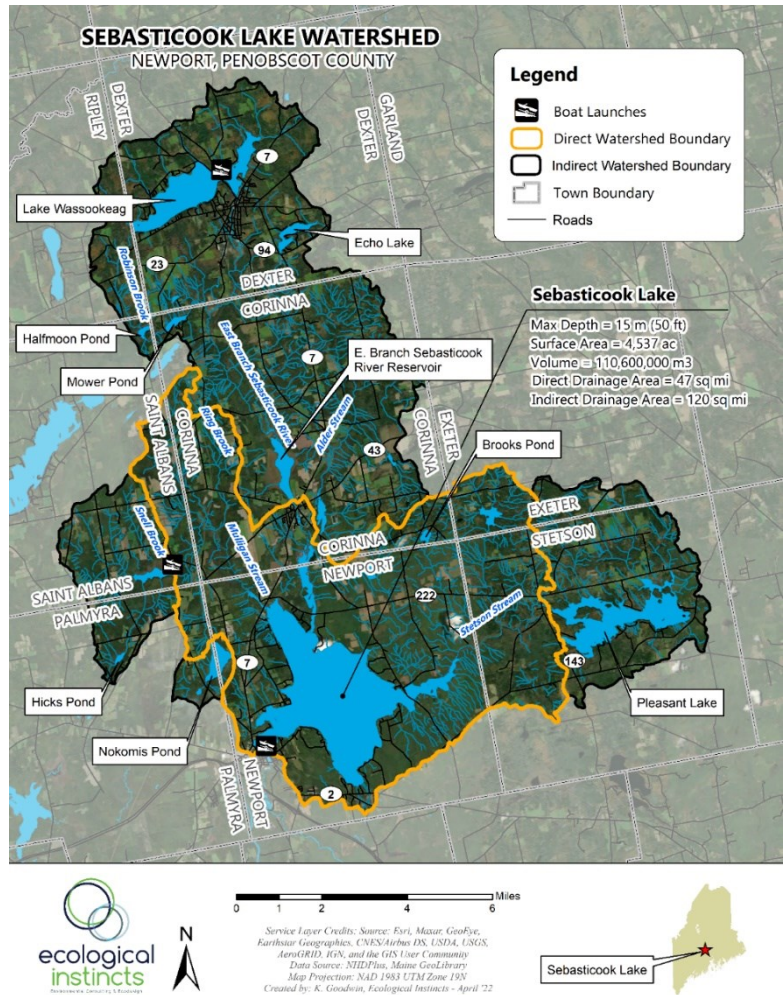 SEBASTICOOK LAKE WATERSHED
NEWPORT, PENOBSCOT COUNTY
Legend
Boat Launches
Direct Watershed Boundary
Indirect Watershed Boundary
Town Boundary
Roads
DEXTER
RIPLEY
GARLAND
DEXTER
7
Lake Wassookeag
Echo Lake
94
23
Robinson Brook
DEXTER
CORINNA
Sebasticook Lake
Max Depth = 15 m (50 ft)
Surface Area = 4,537 ac
Volume = 110,600,000 m3
Direct Drainage Area = 47 sq mi
Indirect Drainage Area = 120 sq mi
Halfmoon Pond
Mower Pond
East Branch Sebasticook River
7
E. Branch Sebasticook
River Reservoir
SAINT ALBANS
CORINNA
Ring Brook
Alder Stream
43
EXETER
CORINNA
Brooks Pond
Snell Brook
Mulligan Stream
EXETER
STETSON
CORINNA
NEWPORT
SAINT ALBANS
PALMYRA
222
Stetson Stream
7
143
Hicks Pond
Nokomis Pond
Pleasant Lake
NEWPORT
PALMYRA
2
Miles
0 1 2 4 6
ecological
instincts
N
Service Layer Credits: Source: Esri, Maxar, GeoEye,
Earthstar Geographics, CNES/Airbus DS, USDA, USGS,
AeroGRID, IGN, and the GIS User Community
Data Source: NHDPlus, Maine GeoLibrary
Map Projection: NAD 1983 UTM Zone 19N
Created by: K. Goodwin, Ecological Instincts - April '22
Sebasticook Lake